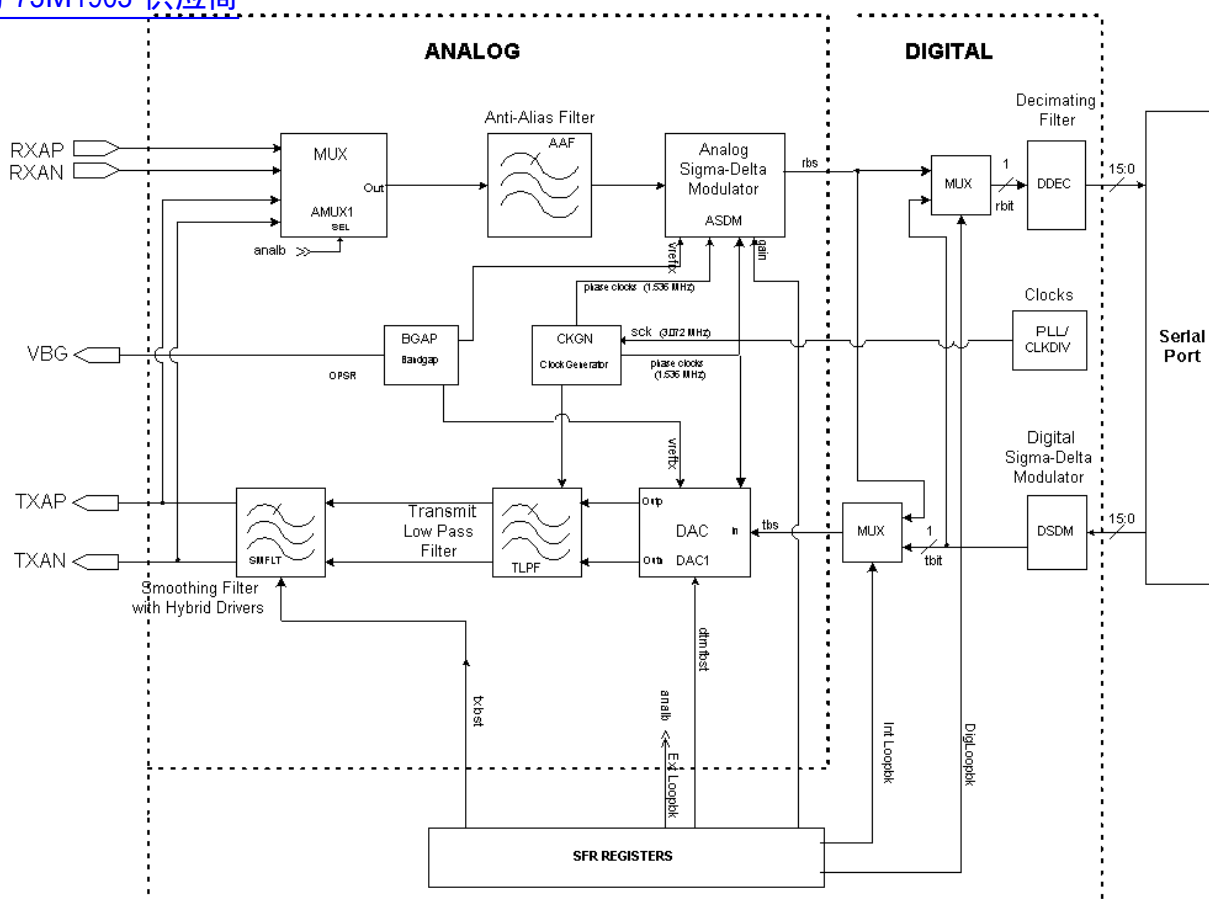 73M1903 供应商
ANALOG
DIGITAL
Decimating
Filter
Anti-Alias Filter
RXAP
RXAN
MUX
Out
AMUX1
SEL
analb
AAF
Analog
Sigma-Delta
Modulator
ASDM
rbs
MUX
1
rbit
DDEC
15:0
vreftx
gain
phase clocks (1.536 MHz)
Clocks
VBG
BGAP
Bandgap
OPSR
CKGN
Clock Generator
sck (3.072 MHz)
phase clocks
(1.536 MHz)
PLL/
CLKDIV
Serial
Port
vreftx
Digital
Sigma-Delta
Modulator
TXAP
TXAN
SMFLT
Smoothing Filter
with Hybrid Drivers
Transmit
Low Pass
Filter
TLPF
Outp
Outn
DAC
In
DAC1
tbs
MUX
1
tbit
DSDM
15:0
txbst
analb
Ext Loopbk
dtmfbst
Int Loopbk
DigLoopbk
SFR REGISTERS